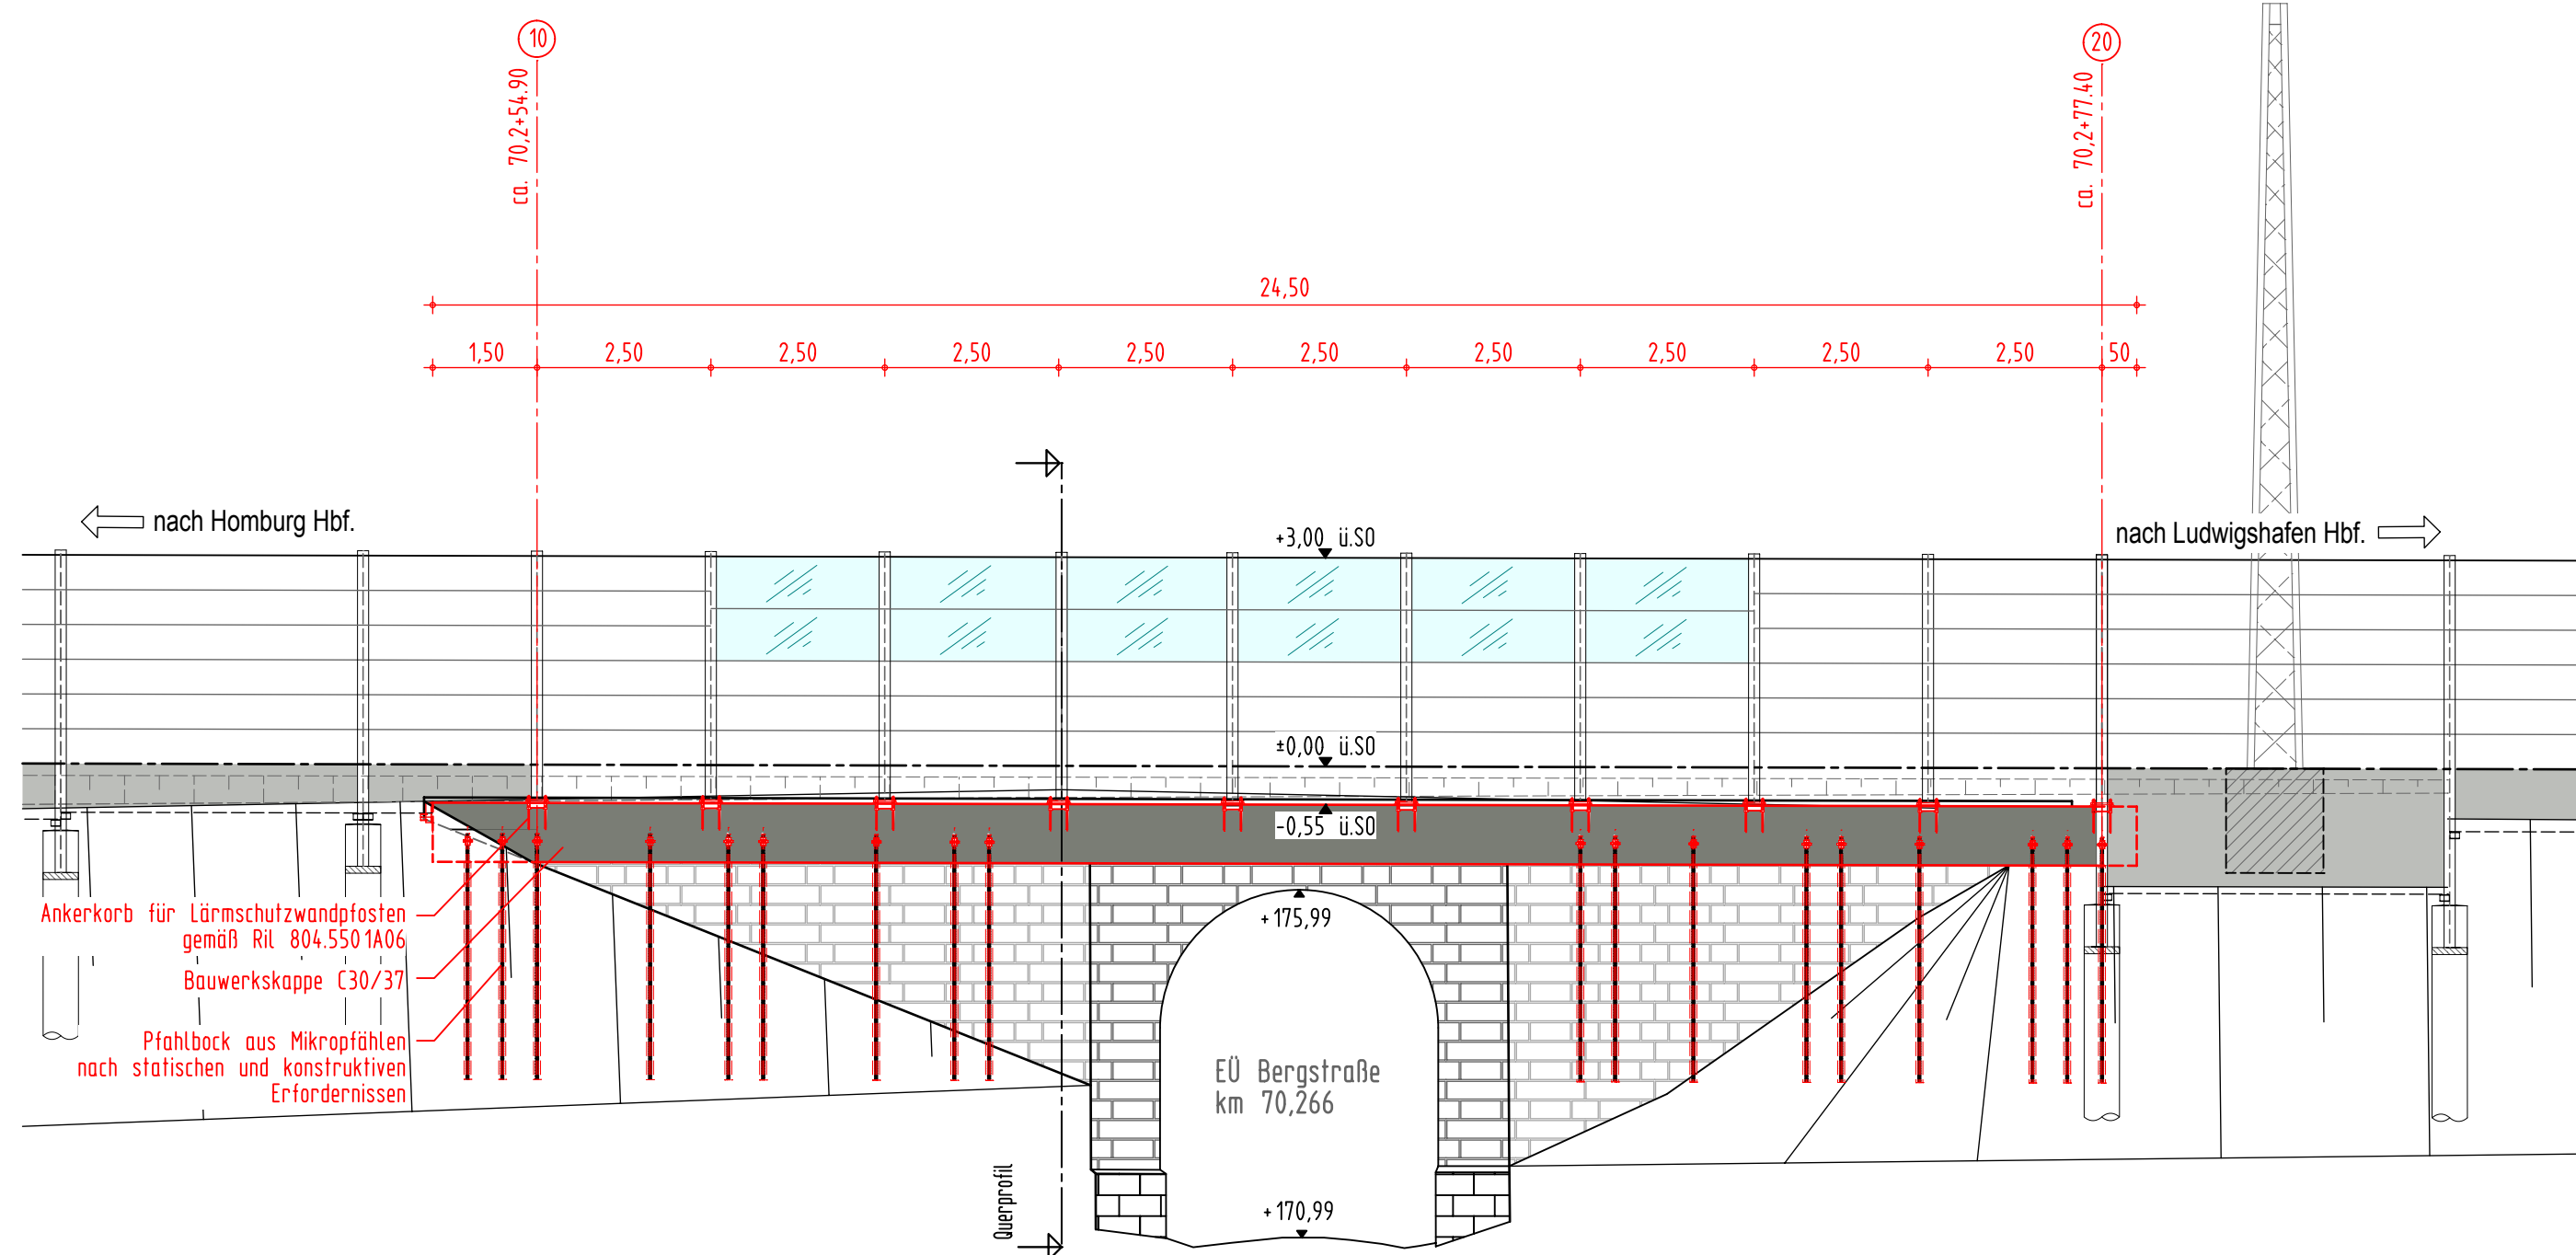 10
20
ca. 70,2+54.90
ca. 70,2+77.40
24,50
1,50 2,50 2,50 2,50 2,50 2,50 2,50 2,50 2,50 2,50 50
nach Homburg Hbf.
+3,00 ü.SO
nach Ludwigshafen Hbf.
±0,00 ü.SO
-0,55 ü.SO
Ankerkorb für Lärmschutzwandpfosten
gemäß Ril 804.5501A06
Bauwerkskappe C30/37
Pfahlbock aus Mikropfählen
nach statischen und konstruktiven
Erfordernissen
+175,99
EÜ Bergstraße
km 70,266
Querprofil
+170,99